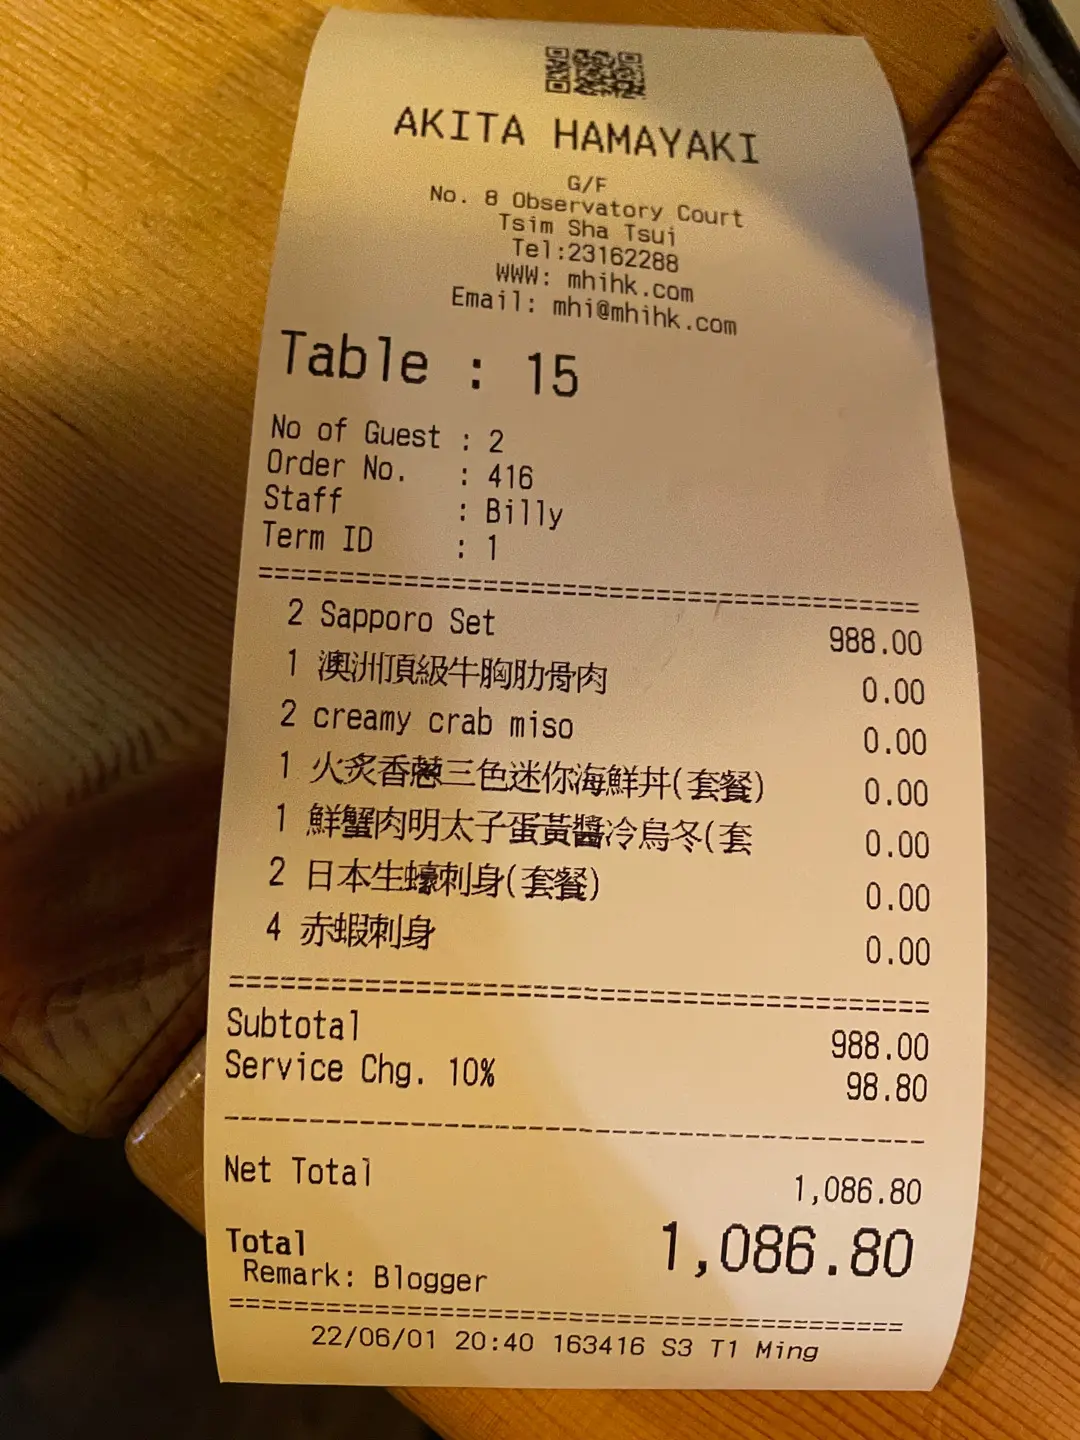 AKITA HAMAYAKI
G/F
No. 8 Observatory Court
Tsim Sha Tsui
Tel:23162288
WWW: mhihk.com
Email: mhi@mhihk.com
Table : 15
No of Guest : 2
Order No. : 416
Staff : Billy
Term ID : 1
2 Sapporo Set 988.00
1 澳洲頂級牛胸肋骨肉 0.00
2 creamy crab miso 0.00
1 火炙香蔥三色迷你海鮮丼(套餐) 0.00
1 鮮蟹肉明太子蛋黃醬冷烏冬(套 0.00
2 日本生蠔刺身(套餐) 0.00
4 赤蝦刺身 0.00
Subtotal 988.00
Service Chg. 10% 98.80
Net Total 1,086.80
Total 1,086.80
Remark: Blogger
22/06/01 20:40 163416 S3 T1 Ming